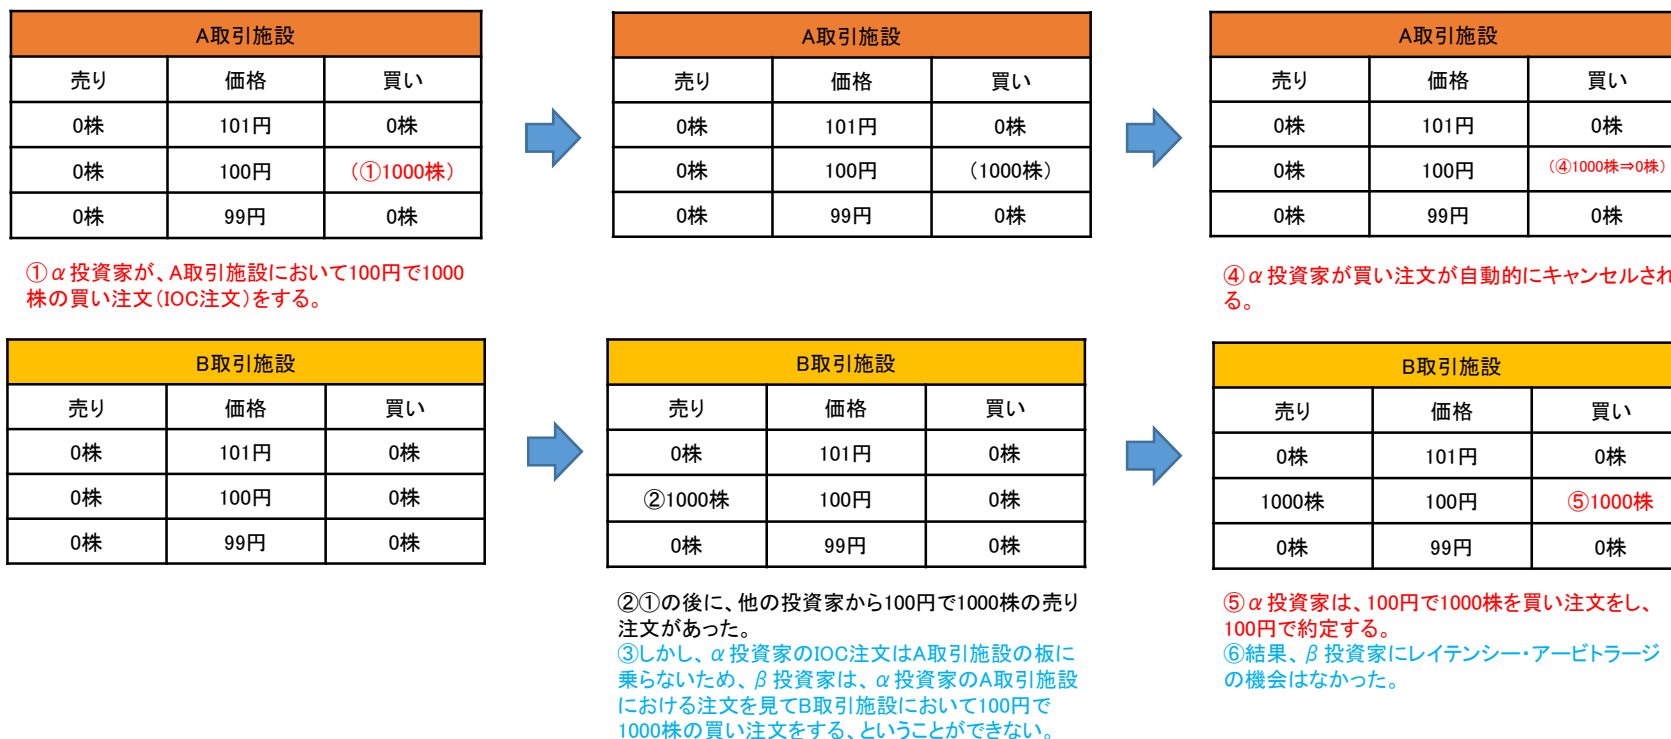 A取引施設
売り 価格 買い
0株 101円 0株
0株 100円 (①1000株)
0株 99円 0株
①α投資家が、A取引施設において100円で1000
株の買い注文(IOC注文)をする。
A取引施設
売り 価格 買い
0株 101円 0株
0株 100円 (1000株)
0株 99円 0株
A取引施設
売り 価格 買い
0株 101円 0株
0株 100円 (④1000株⇒0株)
0株 99円 0株
④α投資家が買い注文が自動的にキャンセルされ
る。
B取引施設
売り 価格 買い
0株 101円 0株
0株 100円 0株
0株 99円 0株
B取引施設
売り 価格 買い
0株 101円 0株
②1000株 100円 0株
0株 99円 0株
②①の後に、他の投資家から100円で1000株の売り
注文があった。
③しかし、α投資家のIOC注文はA取引施設の板に
乗らないため、β投資家は、α投資家のA取引施設
における注文を見てB取引施設において100円で
1000株の買い注文をする、ということができない。
B取引施設
売り 価格 買い
0株 101円 0株
1000株 100円 ⑤1000株
0株 99円 0株
⑤α投資家は、100円で1000株を買い注文をし、
100円で約定する。
⑥結果、β投資家にレイテンシー・アービトラージ
の機会はなかった。